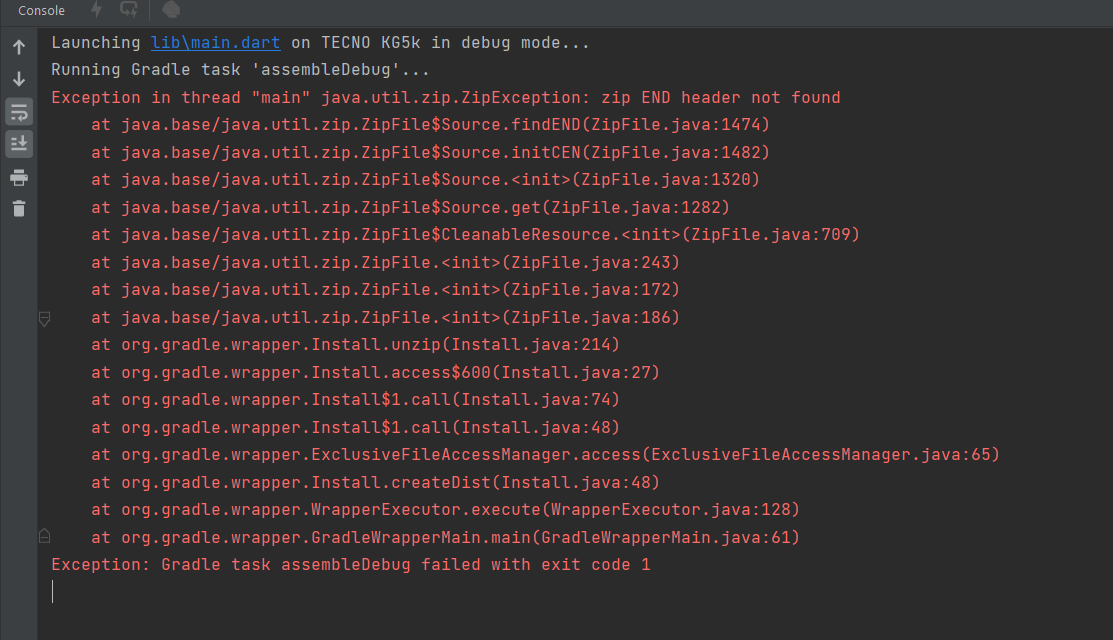 Console
Launching lib\main.dart on TECNO KG5k in debug mode...
Running Gradle task 'assembleDebug'...
Exception in thread "main" java.util.zip.ZipException: zip END header not found
at java.base/java.util.zip.ZipFile$Source.findEND(ZipFile.java:1474)
at java.base/java.util.zip.ZipFile$Source.initCEN(ZipFile.java:1482)
at java.base/java.util.zip.ZipFile$Source.<init>(ZipFile.java:1320)
at java.base/java.util.zip.ZipFile$Source.get(ZipFile.java:1282)
at java.base/java.util.zip.ZipFile$CleanableResource.<init>(ZipFile.java:709)
at java.base/java.util.zip.ZipFile.<init>(ZipFile.java:243)
at java.base/java.util.zip.ZipFile.<init>(ZipFile.java:172)
at java.base/java.util.zip.ZipFile.<init>(ZipFile.java:186)
at org.gradle.wrapper.Install.unzip(Install.java:214)
at org.gradle.wrapper.Install.access$600(Install.java:27)
at org.gradle.wrapper.Install$1.call(Install.java:74)
at org.gradle.wrapper.Install$1.call(Install.java:48)
at org.gradle.wrapper.ExclusiveFileAccessManager.access(ExclusiveFileAccessManager.java:65)
at org.gradle.wrapper.Install.createDist(Install.java:48)
at org.gradle.wrapper.WrapperExecutor.execute(WrapperExecutor.java:128)
at org.gradle.wrapper.GradleWrapperMain.main(GradleWrapperMain.java:61)
Exception: Gradle task assembleDebug failed with exit code 1